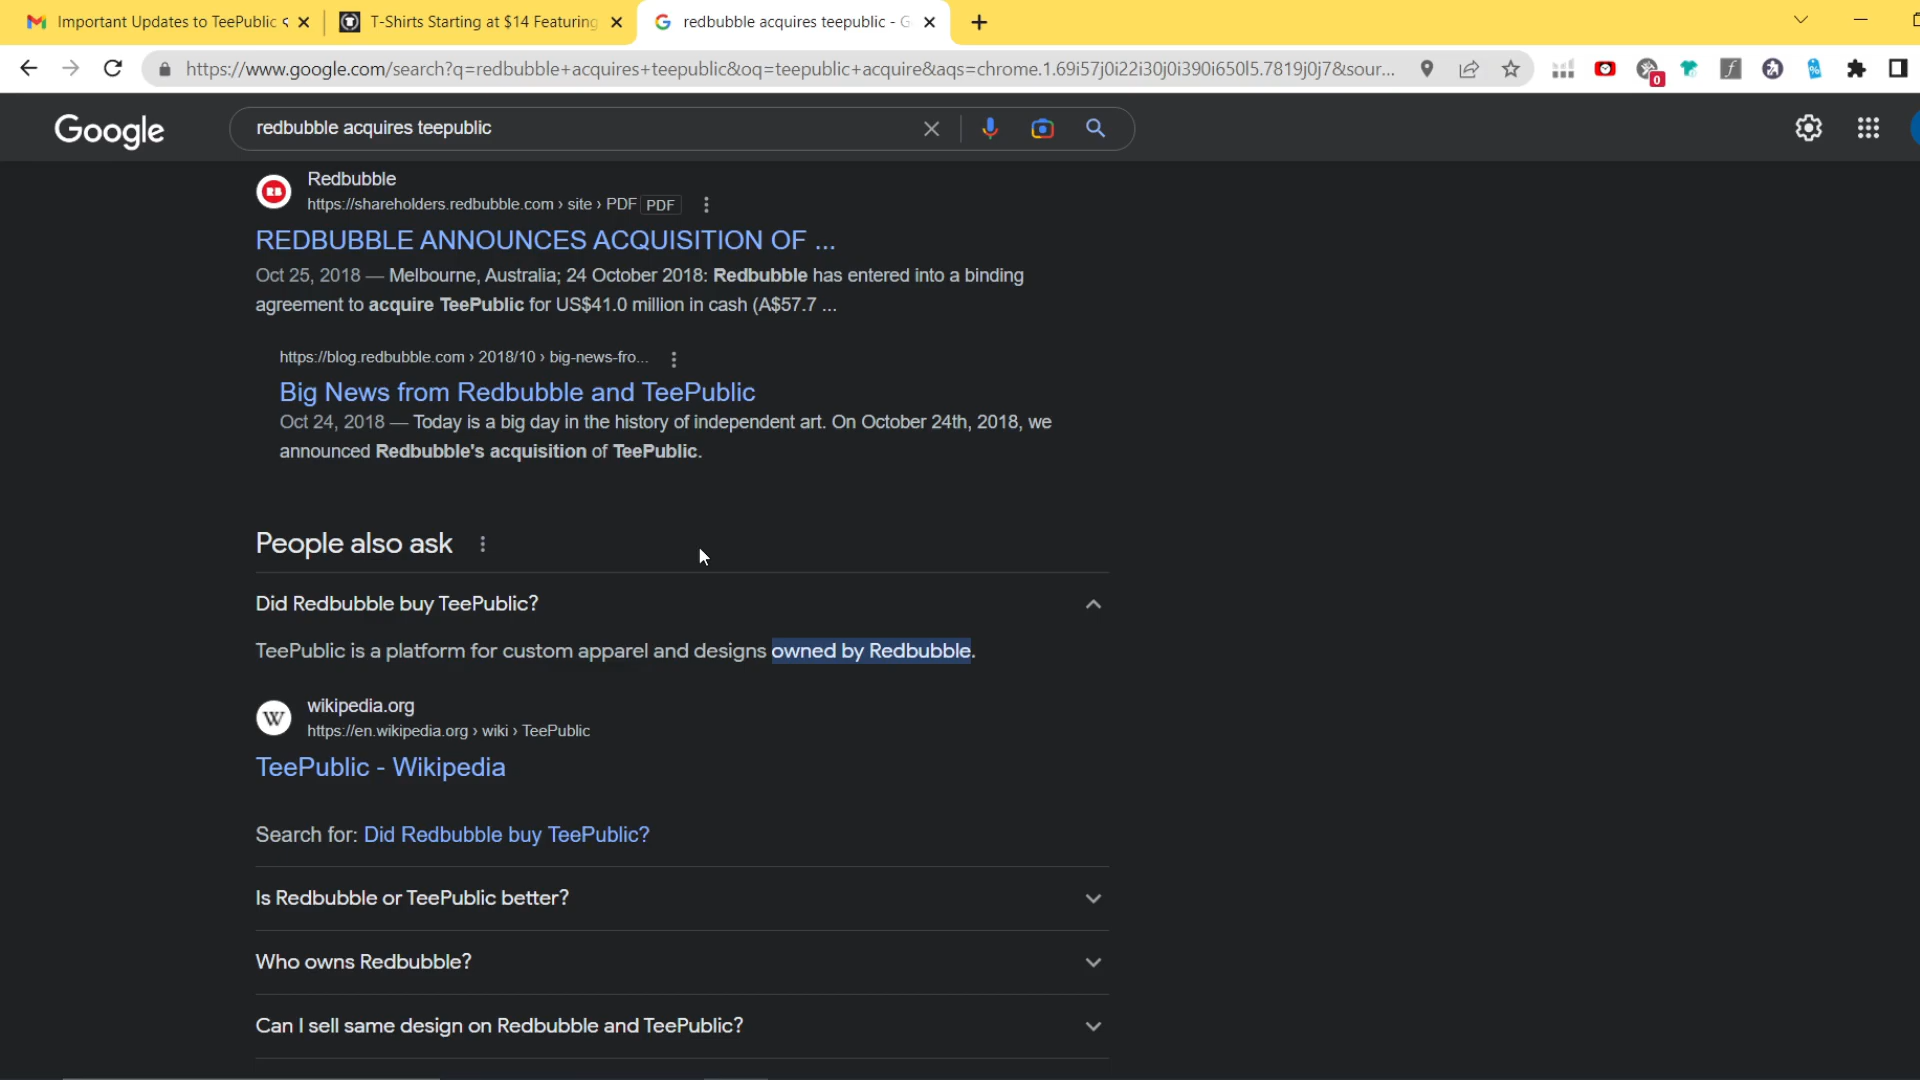 Important Updates to TeePublic
T-Shirts Starting at $14 Featuring
redbubble acquires teepublic - G
https://www.google.com/search?q=redbubble+acquires+teepublic&oq=teepublic+acquire&aqs=chrome.1.69i57j0i22i30j0i390i650l5.7819j0j7&sour...
0
Google
redbubble acquires teepublic
RB
Redbubble
https://shareholders.redbubble.com › site › PDF PDF
REDBUBBLE ANNOUNCES ACQUISITION OF ...
Oct 25, 2018 — Melbourne, Australia; 24 October 2018: Redbubble has entered into a binding
agreement to acquire TeePublic for US$41.0 million in cash (A$57.7 ...
https://blog.redbubble.com › 2018/10 › big-news-fro...
Big News from Redbubble and TeePublic
Oct 24, 2018 — Today is a big day in the history of independent art. On October 24th, 2018, we
announced Redbubble's acquisition of TeePublic.
People also ask
Did Redbubble buy TeePublic?
TeePublic is a platform for custom apparel and designs owned by Redbubble.
W
wikipedia.org
https://en.wikipedia.org › wiki › TeePublic
TeePublic - Wikipedia
Search for: Did Redbubble buy TeePublic?
Is Redbubble or TeePublic better?
Who owns Redbubble?
Can I sell same design on Redbubble and TeePublic?